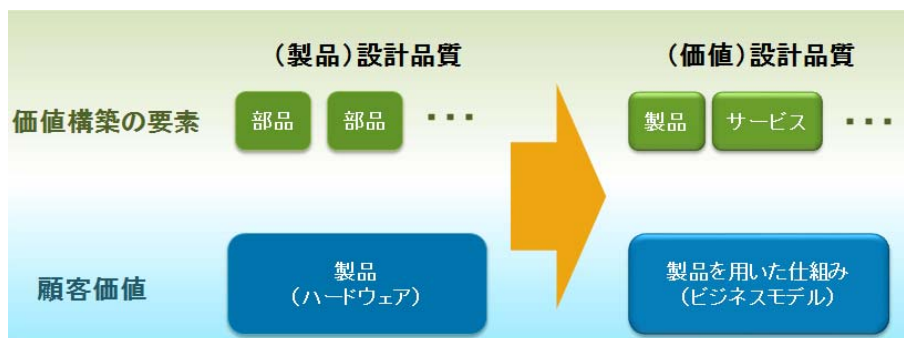 (製品)設計品質
(価値)設計品質
価値構築の要素
部品
部品
・・・
製品
サービス
・・・
顧客価値
製品
(ハードウェア)
製品を用いた仕組み
(ビジネスモデル)